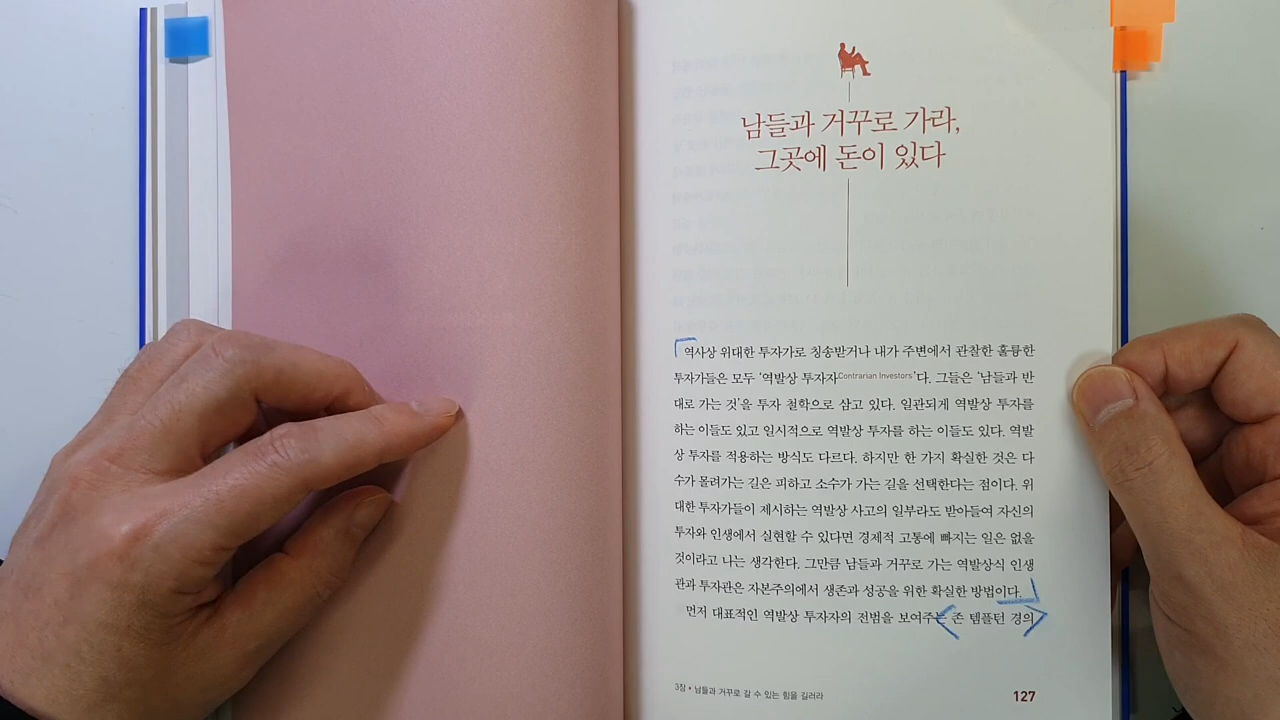 남들과 거꾸로 가라,
그곳에 돈이 있다
역사상 위대한 투자가로 칭송받거나 내가 주변에서 관찰한 훌륭한
투자가들은 모두 ‘역발상 투자자Contrarian Investors’다. 그들은 ‘남들과 반
대로 가는 것’을 투자 철학으로 삼고 있다. 일관되게 역발상 투자를
하는 이들도 있고 일시적으로 역발상 투자를 하는 이들도 있다. 역발
상 투자를 적용하는 방식도 다르다. 하지만 한 가지 확실한 것은 다
수가 몰려가는 길은 피하고 소수가 가는 길을 선택한다는 점이다. 위
대한 투자가들이 제시하는 역발상 사고의 일부라도 받아들여 자신의
투자와 인생에서 실현할 수 있다면 경제적 고통에 빠지는 일은 없을
것이라고 나는 생각한다. 그만큼 남들과 거꾸로 가는 역발상식 인생
관과 투자관은 자본주의에서 생존과 성공을 위한 확실한 방법이다.
먼저 대표적인 역발상 투자자의 전범을 보여주는 존 템플턴 경의
3장 • 남들과 거꾸로 갈 수 있는 힘을 길러라
127